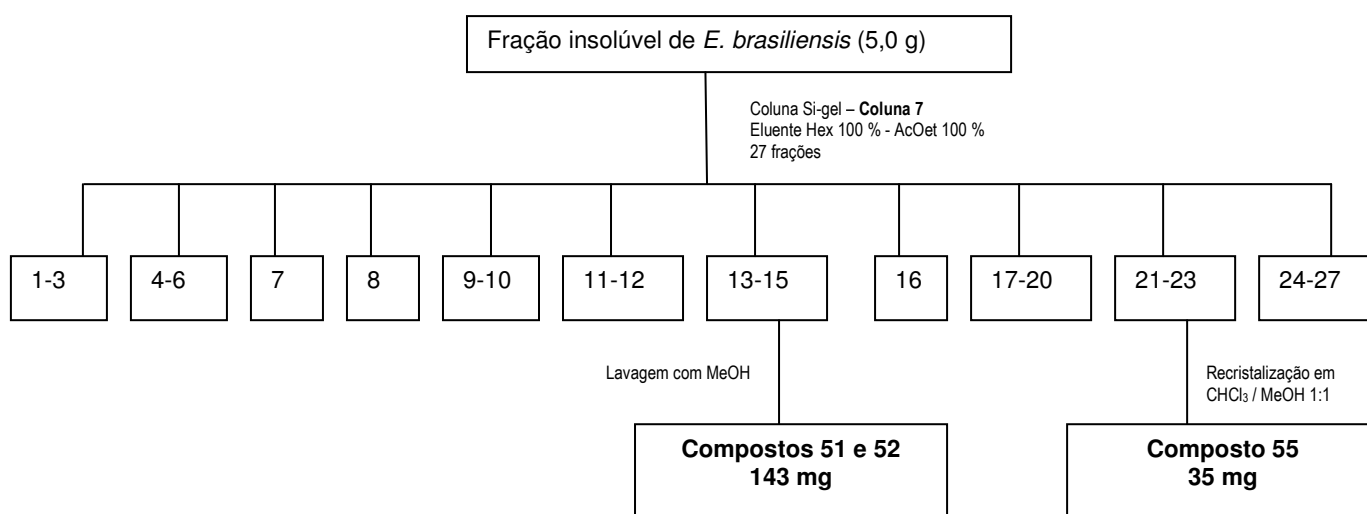 Fração insolúvel de E. brasiliensis (5,0 g)
Coluna Si-gel – Coluna 7
Eluente Hex 100 % - AcOet 100 %
27 frações
1-3
4-6
7
8
9-10
11-12
13-15
16
17-20
21-23
24-27
Lavagem com MeOH
Recristalização em
CHCl₃ / MeOH 1:1
Compostos 51 e 52
143 mg
Composto 55
35 mg